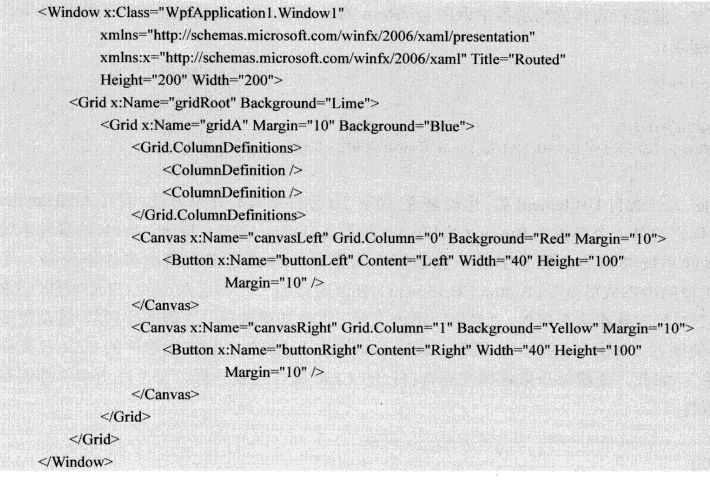 <Window x:Class="WpfApplication1.Window1"
xmlns="http://schemas.microsoft.com/winfx/2006/xaml/presentation"
xmlns:x="http://schemas.microsoft.com/winfx/2006/xaml" Title="Routed"
Height="200" Width="200">
<Grid x:Name="gridRoot" Background="Lime">
<Grid x:Name="gridA" Margin="10" Background="Blue">
<Grid.ColumnDefinitions>
<ColumnDefinition />
<ColumnDefinition />
</Grid.ColumnDefinitions>
<Canvas x:Name="canvasLeft" Grid.Column="0" Background="Red" Margin="10">
<Button x:Name="buttonLeft" Content="Left" Width="40" Height="100"
Margin="10" />
</Canvas>
<Canvas x:Name="canvasRight" Grid.Column="1" Background="Yellow" Margin="10">
<Button x:Name="buttonRight" Content="Right" Width="40" Height="100"
Margin="10" />
</Canvas>
</Grid>
</Grid>
</Window>